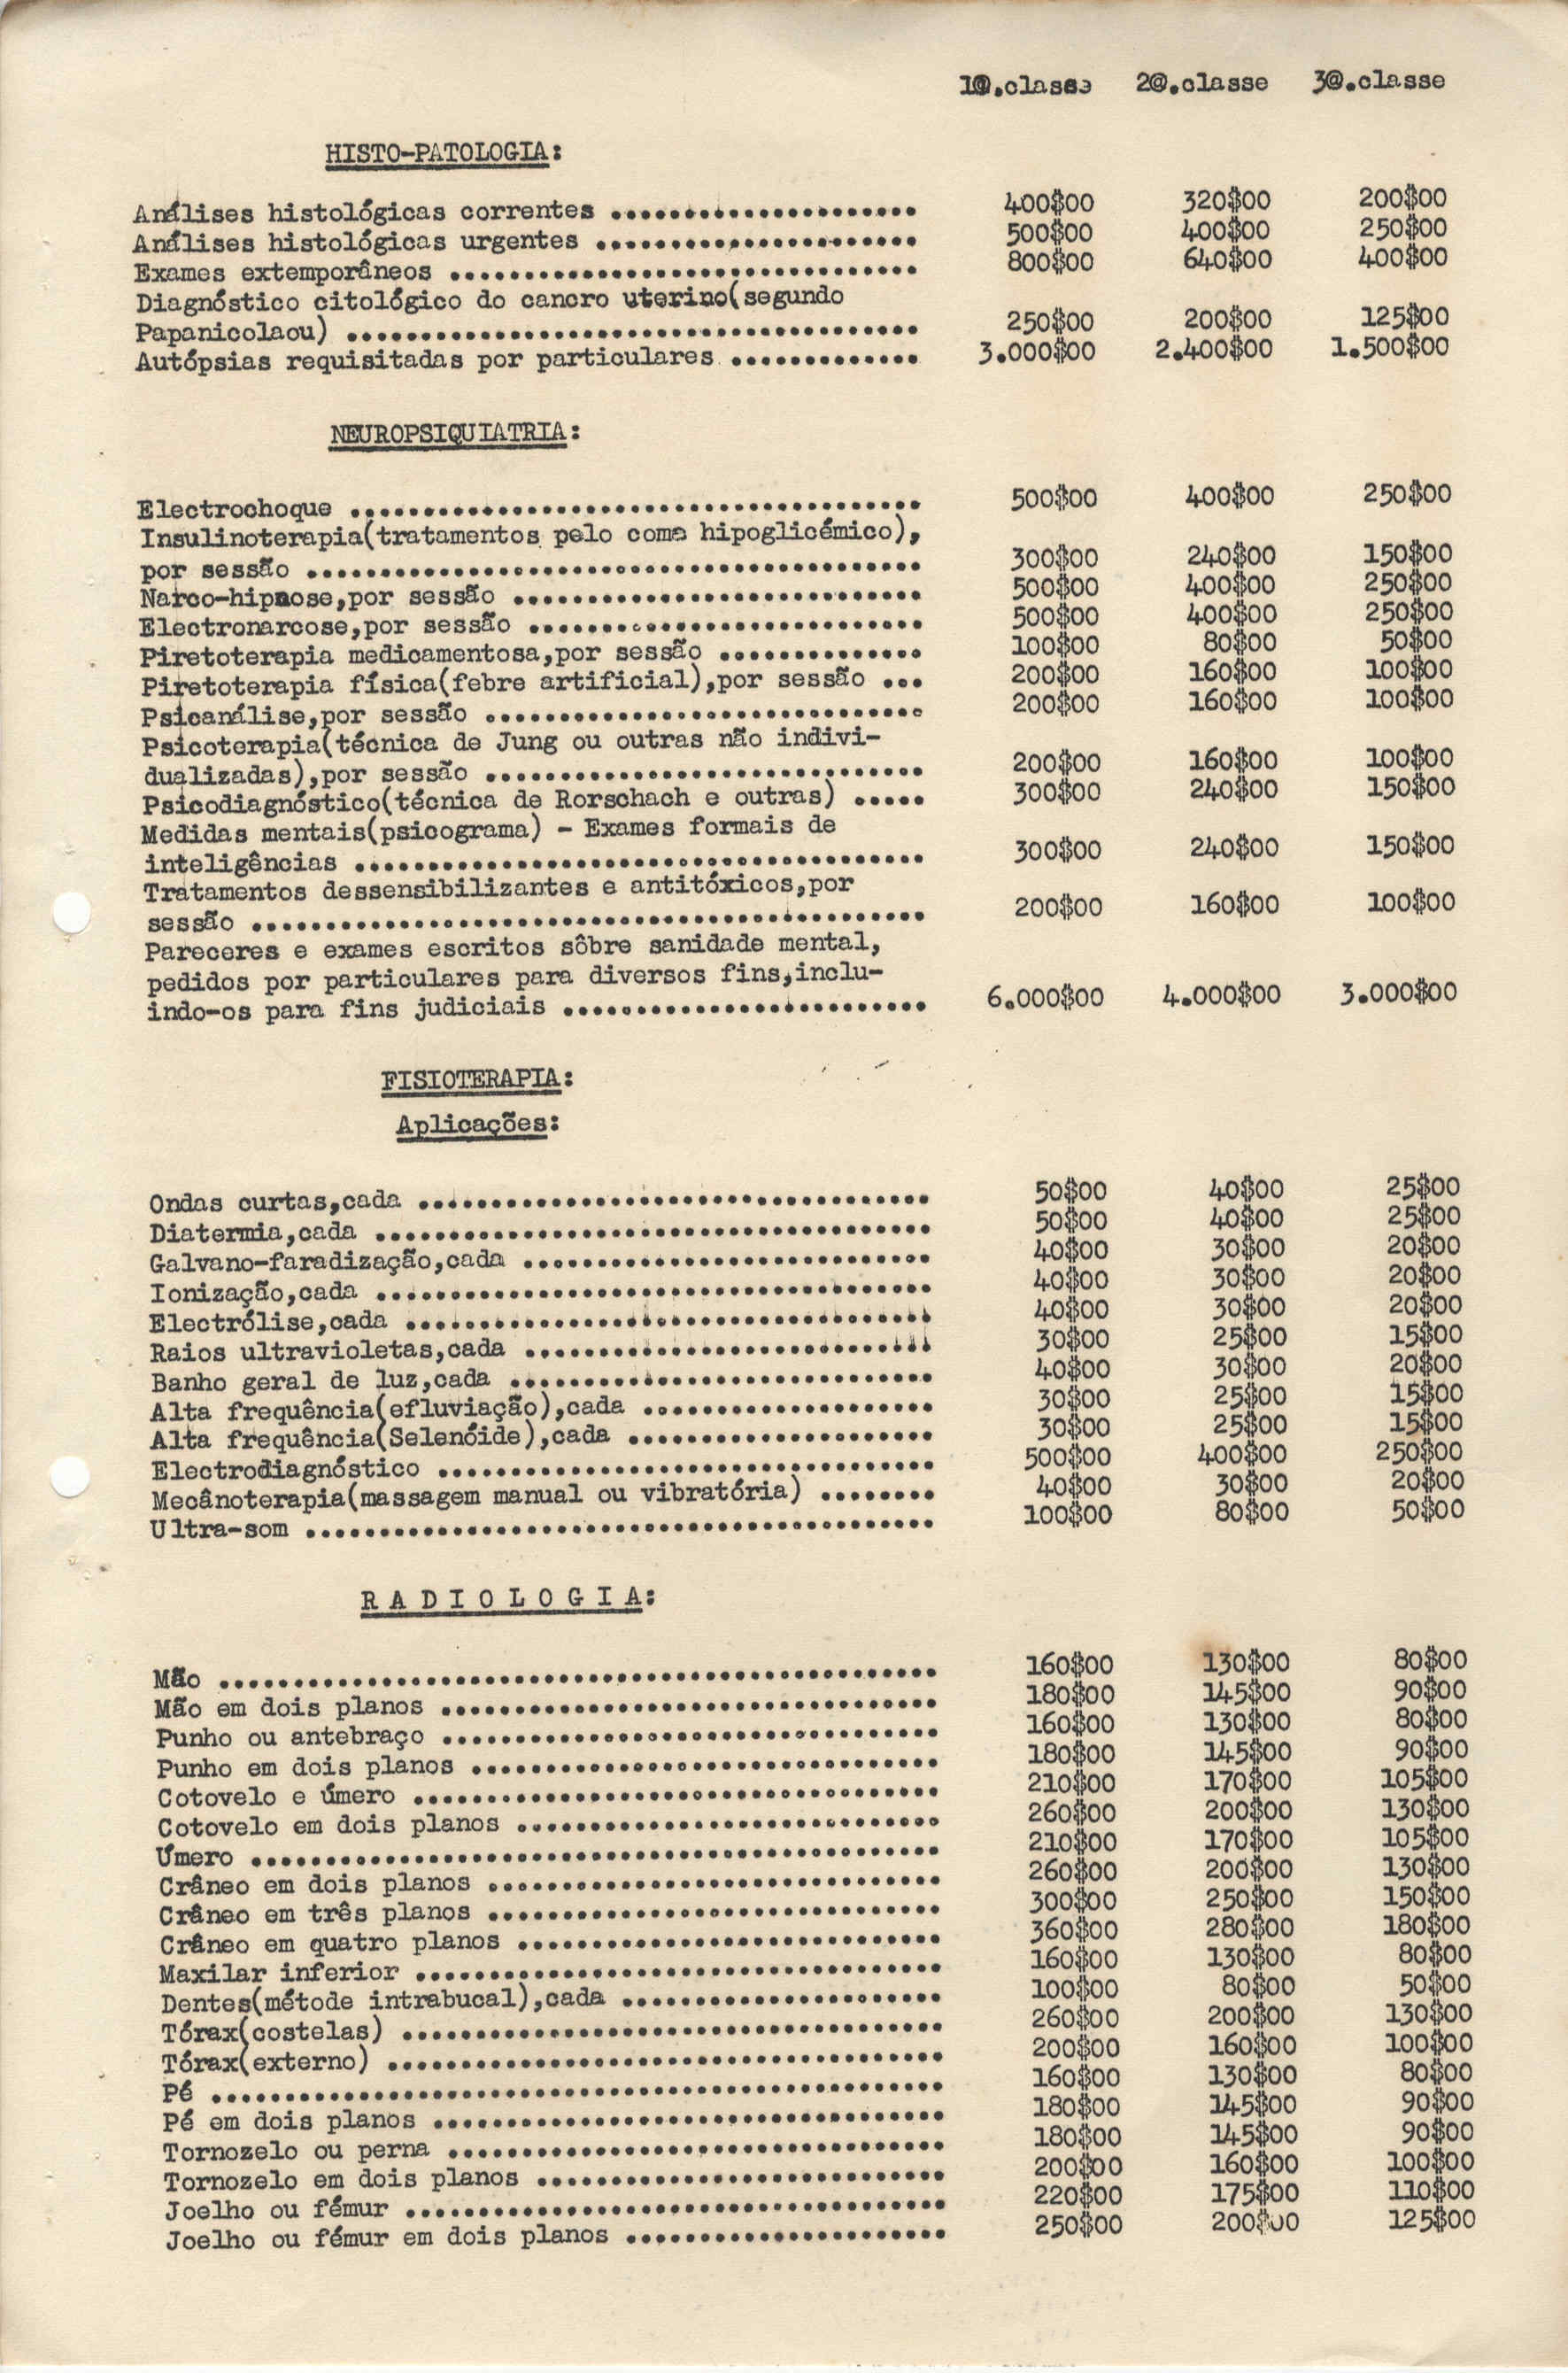 1@.classe 2@.classe 3@.classe
HISTO-PATOLOGIA:
Análises histológicas correntes ..................... 400$00 320$00 200$00
Análises histológicas urgentes ...................... 500$00 400$00 250$00
Exames extemporâneos ................................ 800$00 640$00 400$00
Diagnóstico citológico do cancro uterino(segundo
Papanicolaou) ....................................... 250$00 200$00 125$00
Autópsias requisitadas por particulares ............. 3.000$00 2.400$00 1.500$00
NEUROPSIQUIATRIA:
Electrochoque ....................................... 500$00 400$00 250$00
Insulinoterapia(tratamentos pelo coma hipoglicémico),
por sessão .......................................... 300$00 240$00 150$00
Narco-hipnose,por sessão ............................ 500$00 400$00 250$00
Electronarcose,por sessão ........................... 500$00 400$00 250$00
Piretoterapia medicamentosa,por sessão .............. 100$00 80$00 50$00
Piretoterapia física(febre artificial),por sessão ... 200$00 160$00 100$00
Psicanálise,por sessão .............................. 200$00 160$00 100$00
Psicoterapia(técnica de Jung ou outras não indivi-
dualizadas),por sessão .............................. 200$00 160$00 100$00
Psicodiagnóstico(técnica de Rorschach e outras) ..... 300$00 240$00 150$00
Medidas mentais(psicograma) - Exames formais de
inteligências ....................................... 300$00 240$00 150$00
Tratamentos dessensibilizantes e antitóxicos,por
sessão .............................................. 200$00 160$00 100$00
Pareceres e exames escritos sôbre sanidade mental,
pedidos por particulares para diversos fins,inclu-
indo-os para fins judiciais ......................... 6.000$00 4.000$00 3.000$00
FISIOTERAPIA:
Aplicações:
Ondas curtas,cada ................................... 50$00 40$00 25$00
Diatermia,cada ...................................... 50$00 40$00 25$00
Galvano-faradização,cada ............................ 40$00 30$00 20$00
Ionização,cada ...................................... 40$00 30$00 20$00
Electrólise,cada .................................... 40$00 30$00 20$00
Raios ultravioletas,cada ............................ 30$00 25$00 15$00
Banho geral de luz,cada ............................. 40$00 30$00 20$00
Alta frequência(efluviação),cada .................... 30$00 25$00 15$00
Alta frequência(Selenóide),cada ..................... 30$00 25$00 15$00
Electrodiagnóstico .................................. 500$00 400$00 250$00
Mecânoterapia(massagem manual ou vibratória) ........ 40$00 30$00 20$00
Ultra-som ........................................... 100$00 80$00 50$00
R A D I O L O G I A:
Mão ................................................. 160$00 130$00 80$00
Mão em dois planos .................................. 180$00 145$00 90$00
Punho ou antebraço .................................. 160$00 130$00 80$00
Punho em dois planos ................................ 180$00 145$00 90$00
Cotovelo e úmero .................................... 210$00 170$00 105$00
Cotovelo em dois planos ............................. 260$00 200$00 130$00
Úmero ............................................... 210$00 170$00 105$00
Crâneo em dois planos ............................... 260$00 200$00 130$00
Crâneo em três planos ............................... 300$00 250$00 150$00
Crâneo em quatro planos ............................. 360$00 280$00 180$00
Maxilar inferior .................................... 160$00 130$00 80$00
Dentes(métode intrabucal),cada ...................... 100$00 80$00 50$00
Tórax(costelas) ..................................... 260$00 200$00 130$00
Tórax(externo) ...................................... 200$00 160$00 100$00
Pé .................................................. 160$00 130$00 80$00
Pé em dois planos ................................... 180$00 145$00 90$00
Tornozelo ou perna .................................. 180$00 145$00 90$00
Tornozelo em dois planos ............................ 200$00 160$00 100$00
Joelho ou fémur ..................................... 220$00 175$00 110$00
Joelho ou fémur em dois planos ...................... 250$00 200$00 125$00